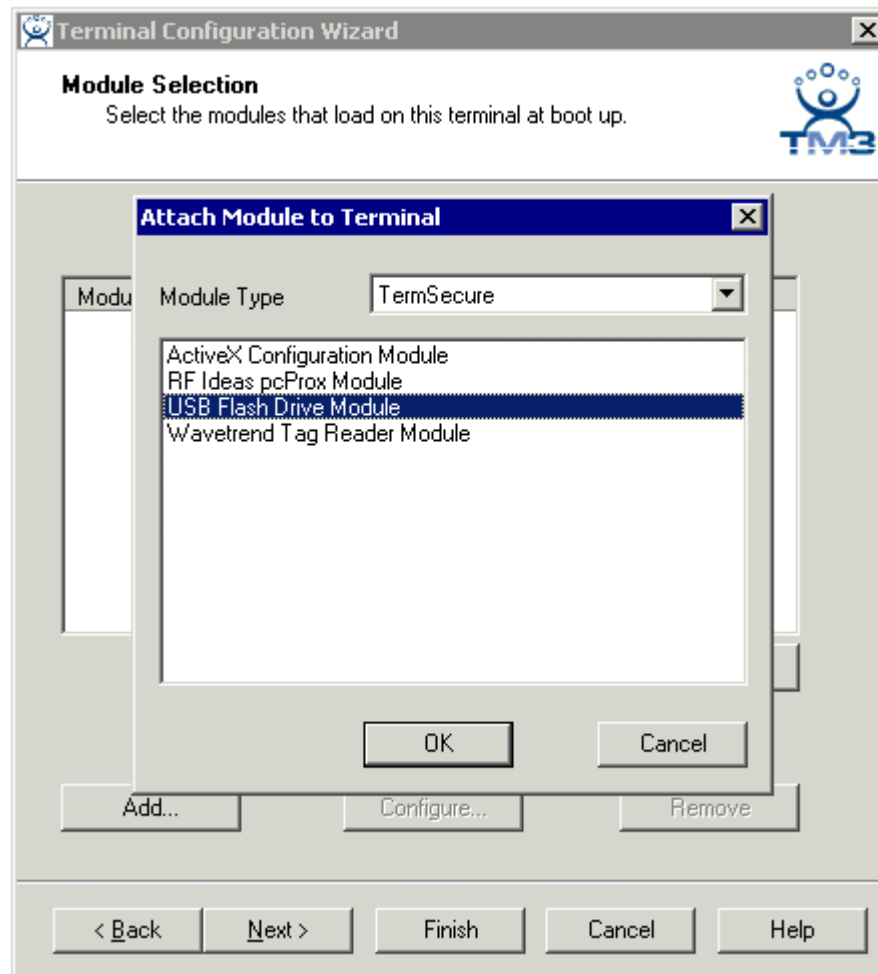 Terminal Configuration Wizard
Module Selection
Select the modules that load on this terminal at boot up.
TM3
Attach Module to Terminal
Modu
Module Type
TermSecure
ActiveX Configuration Module
RF Ideas pcProx Module
USB Flash Drive Module
Wavetrend Tag Reader Module
OK
Cancel
Add...
Configure...
Remove
< Back
Next >
Finish
Cancel
Help